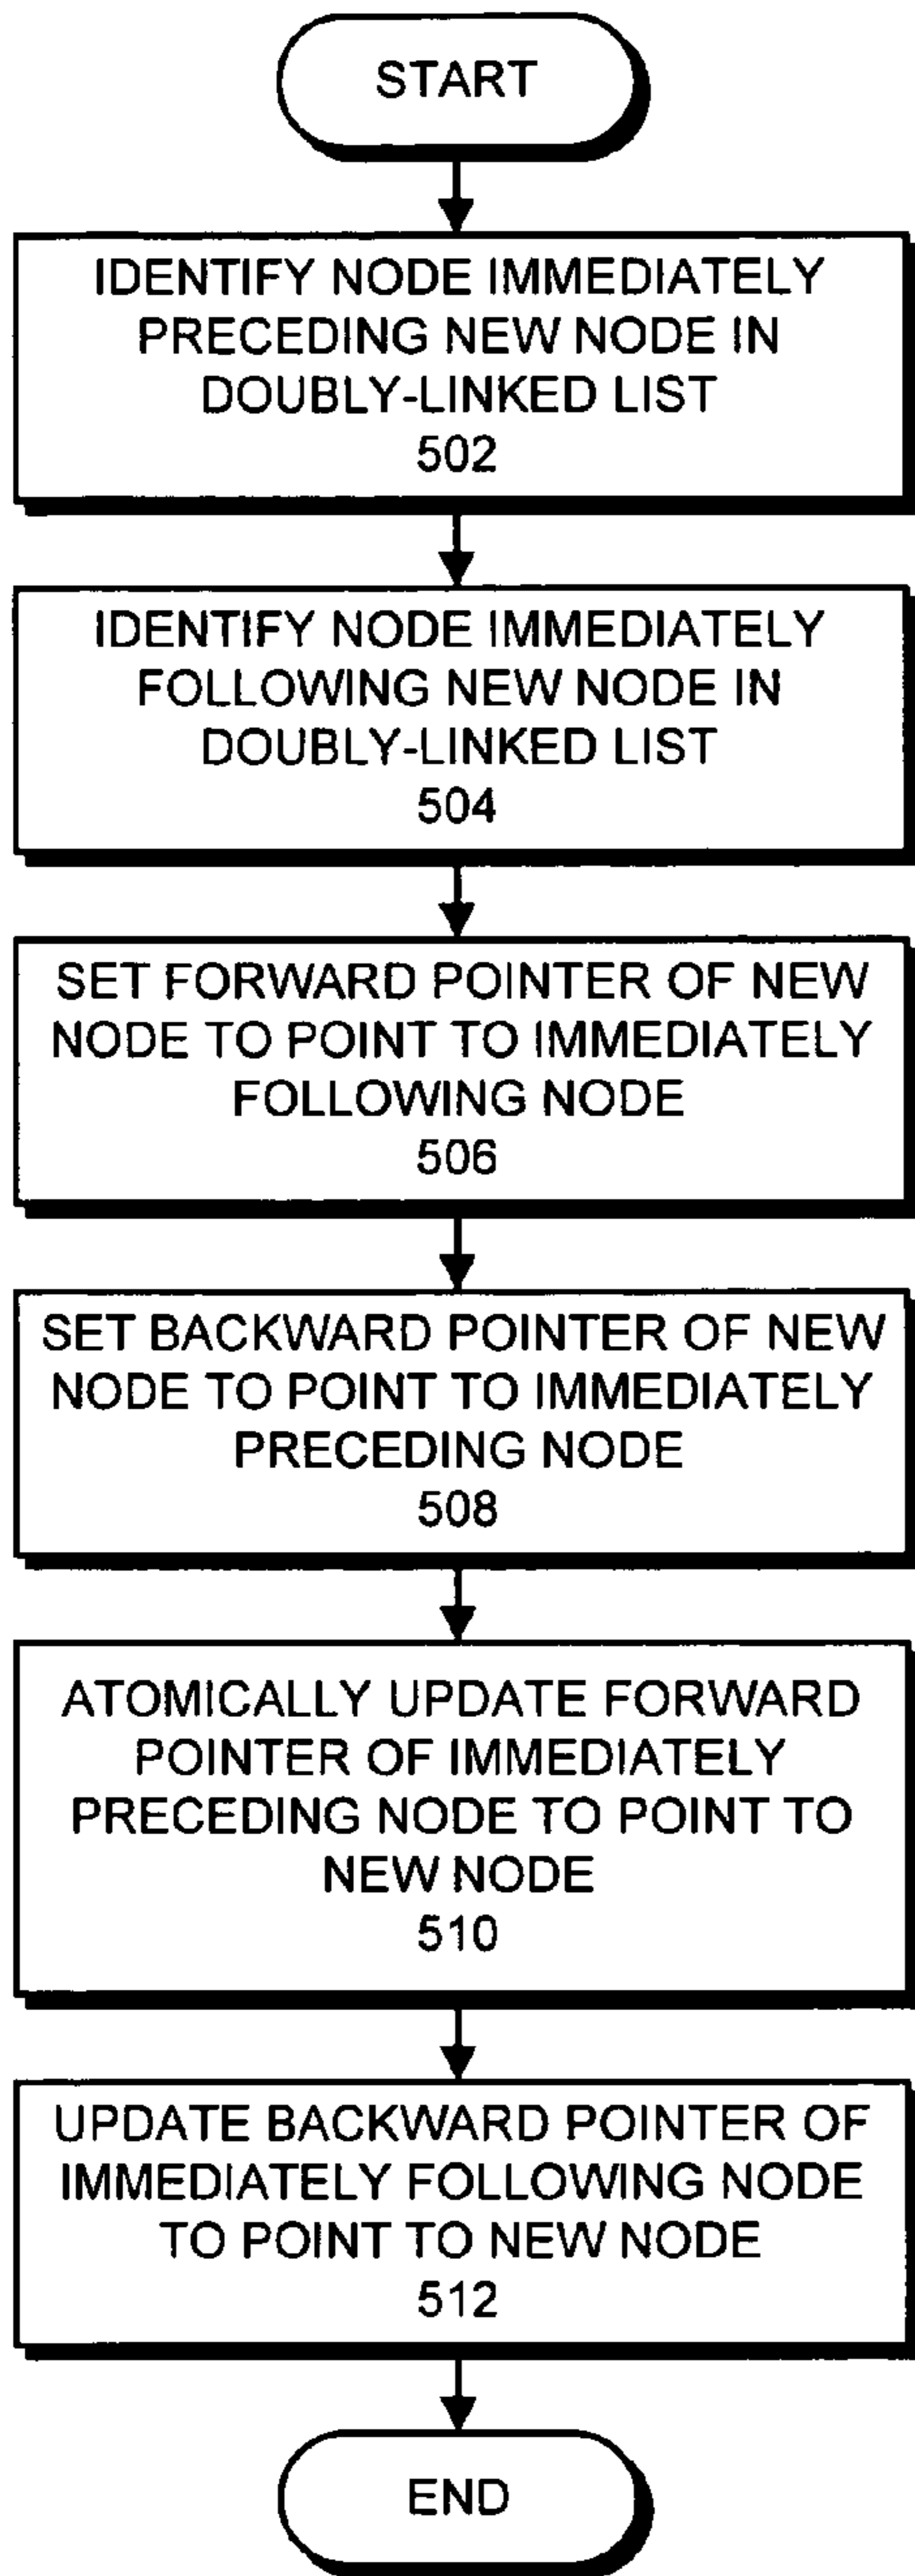 START
IDENTIFY NODE IMMEDIATELY
PRECEDING NEW NODE IN
DOUBLY-LINKED LIST
502
IDENTIFY NODE IMMEDIATELY
FOLLOWING NEW NODE IN
DOUBLY-LINKED LIST
504
SET FORWARD POINTER OF NEW
NODE TO POINT TO IMMEDIATELY
FOLLOWING NODE
506
SET BACKWARD POINTER OF NEW
NODE TO POINT TO IMMEDIATELY
PRECEDING NODE
508
ATOMICALLY UPDATE FORWARD
POINTER OF IMMEDIATELY
PRECEDING NODE TO POINT TO
NEW NODE
510
UPDATE BACKWARD POINTER OF
IMMEDIATELY FOLLOWING NODE
TO POINT TO NEW NODE
512
END